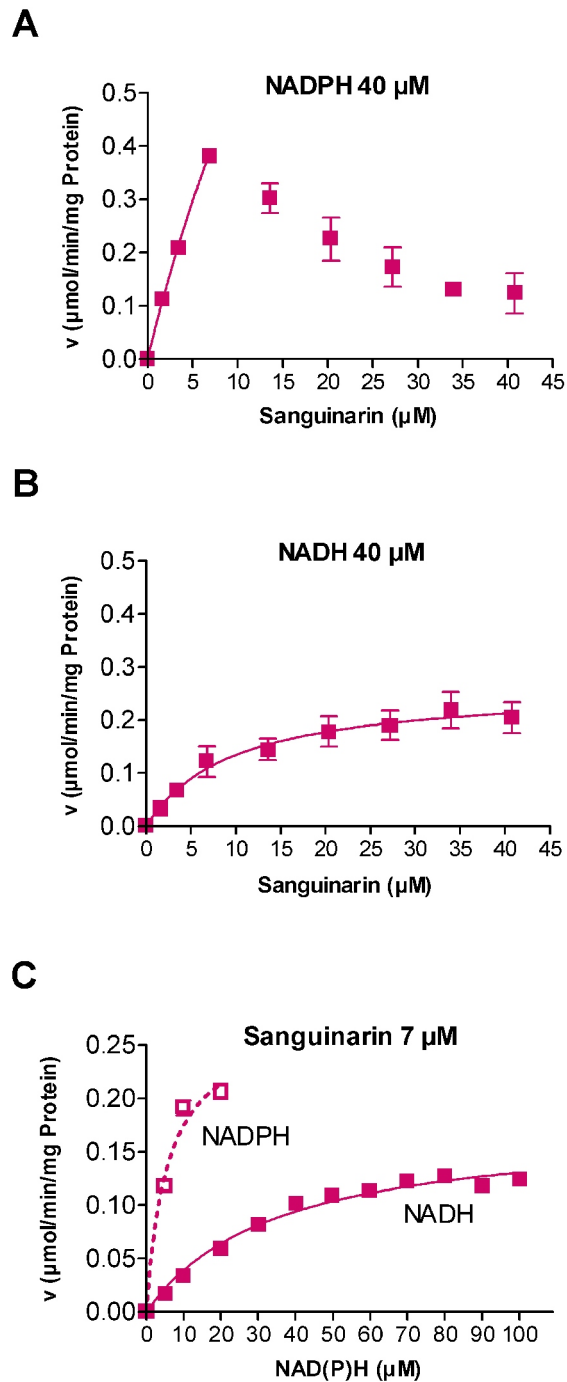 A
NADPH 40 µM
v (µmol/min/mg Protein)
0.5
0.4
0.3
0.2
0.1
0.0
0 5 10 15 20 25 30 35 40 45
Sanguinarin (µM)
B
NADH 40 µM
v (µmol/min/mg Protein)
0.5
0.4
0.3
0.2
0.1
0.0
0 5 10 15 20 25 30 35 40 45
Sanguinarin (µM)
C
Sanguinarin 7 µM
v (µmol/min/mg Protein)
0.25
0.20
0.15
0.10
0.05
0.00
NADPH
NADH
0 10 20 30 40 50 60 70 80 90 100
NAD(P)H (µM)